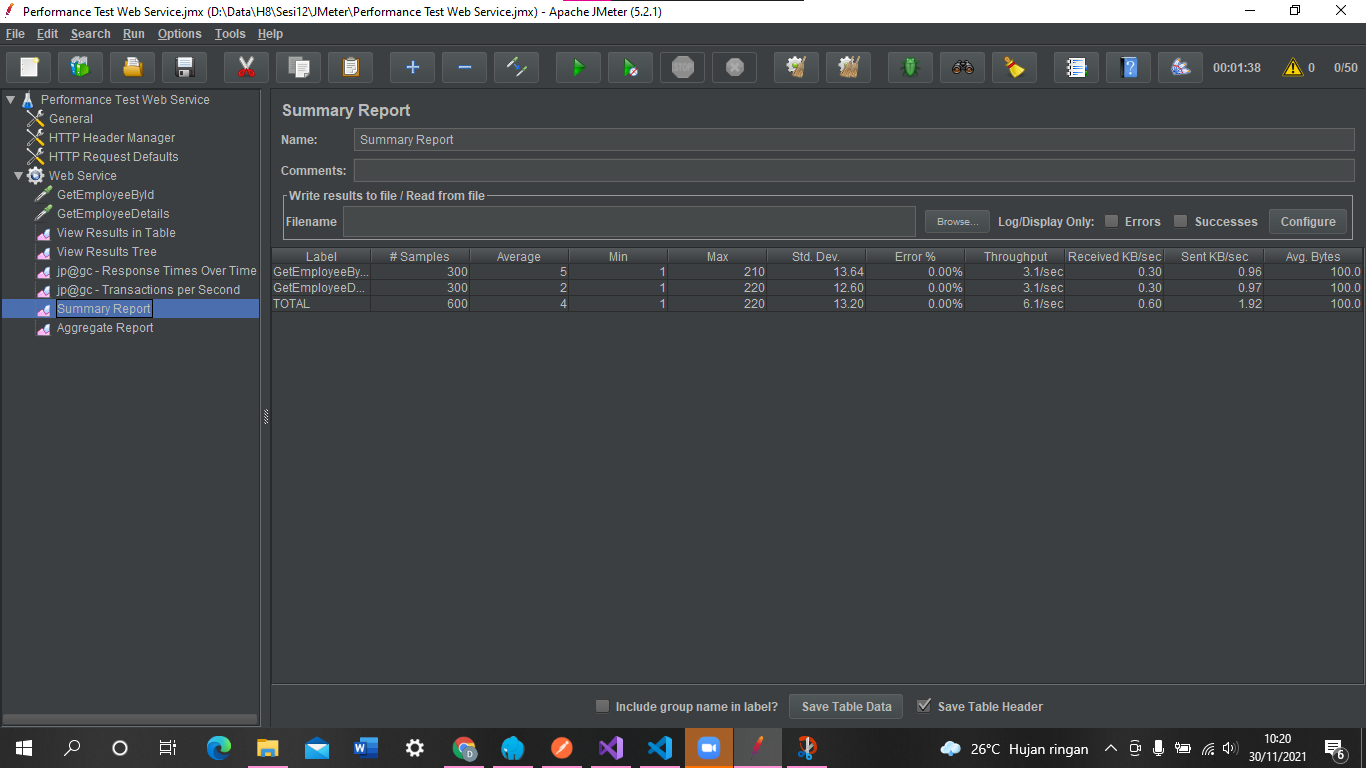 Performance Test Web Service.jmx (D:\Data\H8\Sesi12\JMeter\Performance Test Web Service.jmx) - Apache JMeter (5.2.1)
File Edit Search Run Options Tools Help
STOP 00:01:38 0 0/50
Performance Test Web Service
General
HTTP Header Manager
HTTP Request Defaults
Web Service
GetEmployeeById
GetEmployeeDetails
View Results in Table
View Results Tree
jp@gc - Response Times Over Time
jp@gc - Transactions per Second
Summary Report
Aggregate Report
Summary Report
Name: Summary Report
Comments:
Write results to file / Read from file
Filename Browse... Log/Display Only: Errors Successes Configure
Label # Samples Average Min Max Std. Dev. Error % Throughput Received KB/sec Sent KB/sec Avg. Bytes
GetEmployeeBy... 300 5 1 210 13.64 0.00% 3.1/sec 0.30 0.96 100.0
GetEmployeeD... 300 2 1 220 12.60 0.00% 3.1/sec 0.30 0.97 100.0
TOTAL 600 4 1 220 13.20 0.00% 6.1/sec 0.60 1.92 100.0
Include group name in label? Save Table Data Save Table Header
26°C Hujan ringan 10:20
30/11/2021
6